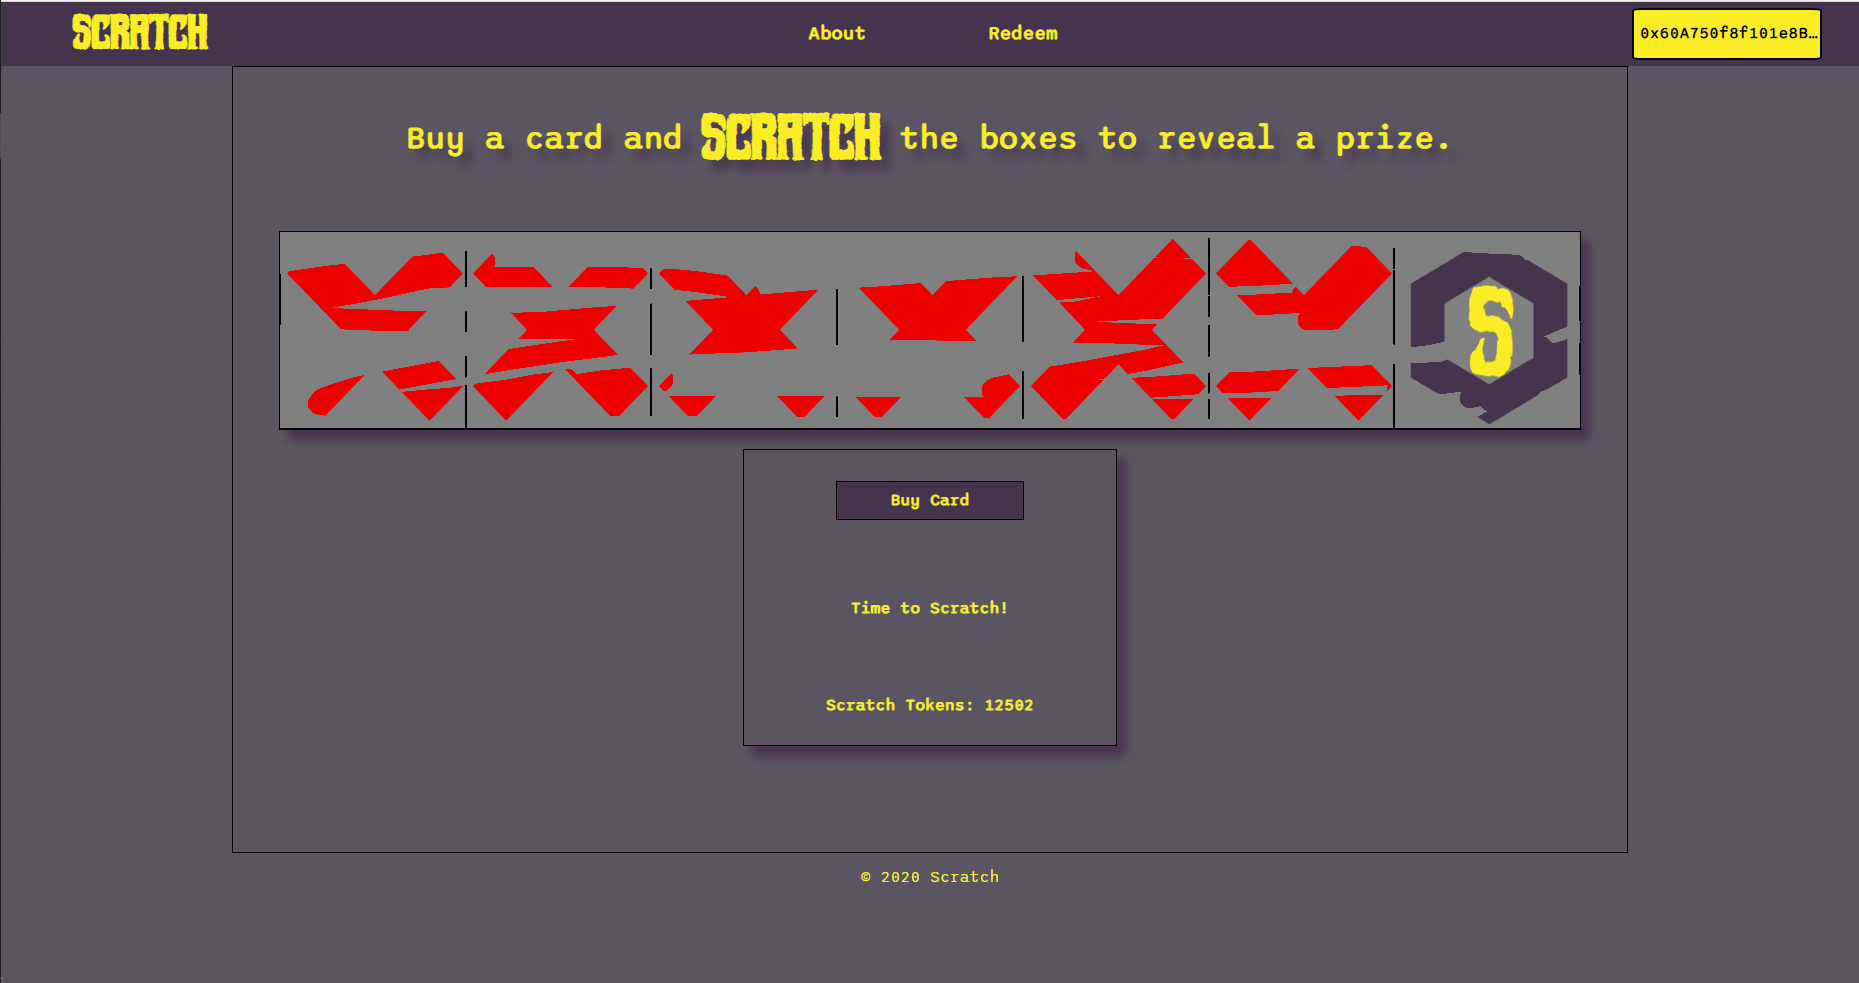 SCRATCH
About
Redeem
0x60A750f8f101e8B…
Buy a card and SCRATCH the boxes to reveal a prize.
S
Buy Card
Time to Scratch!
Scratch Tokens: 12502
© 2020 Scratch